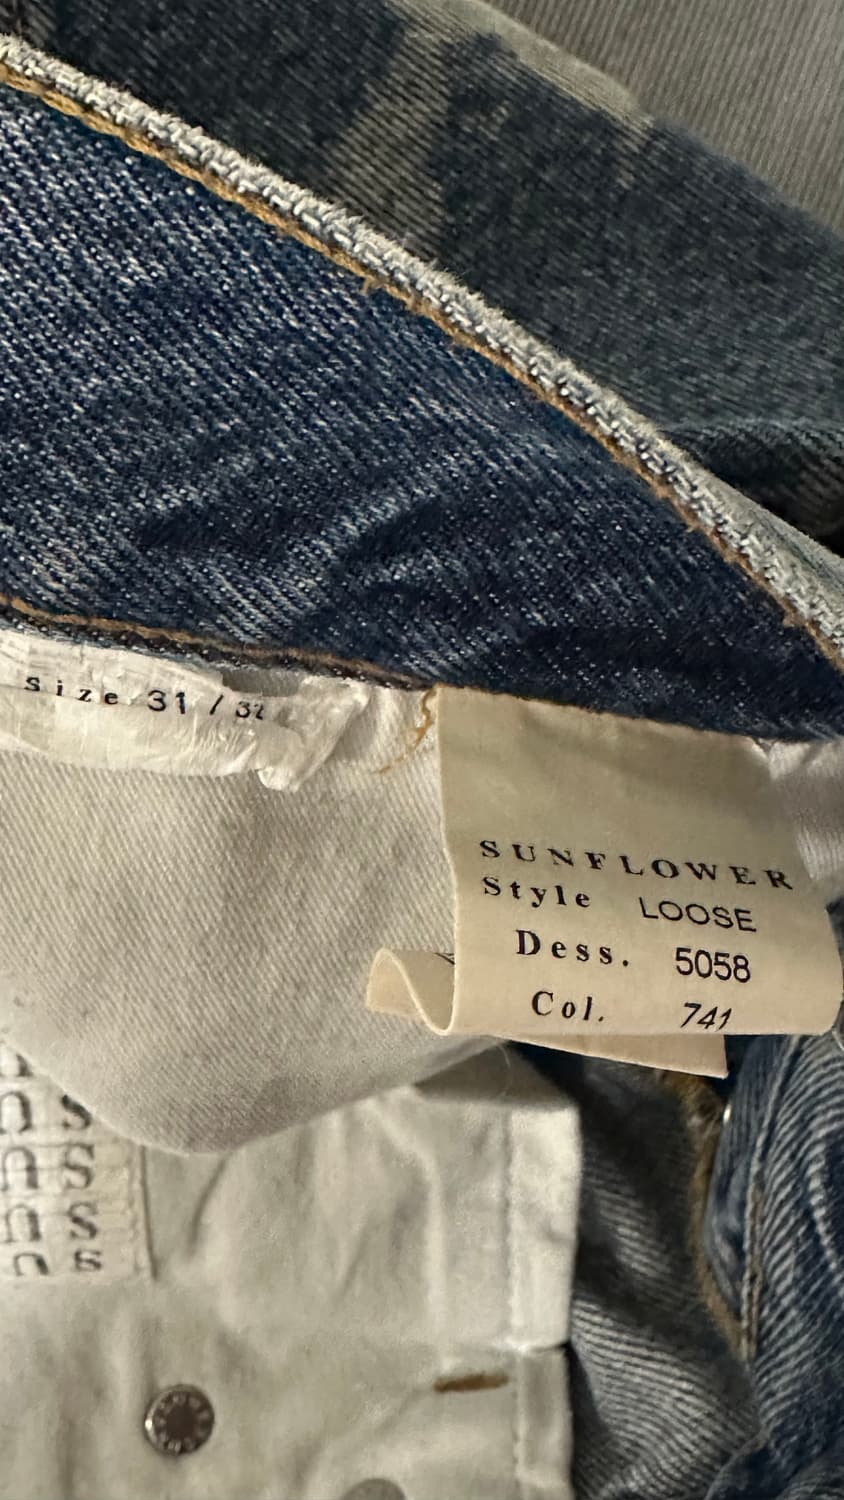 size 31 / 32
SUNFLOWER
Style LOOSE
Dess. 5058
Col. 741
n s
n s
n s
n s